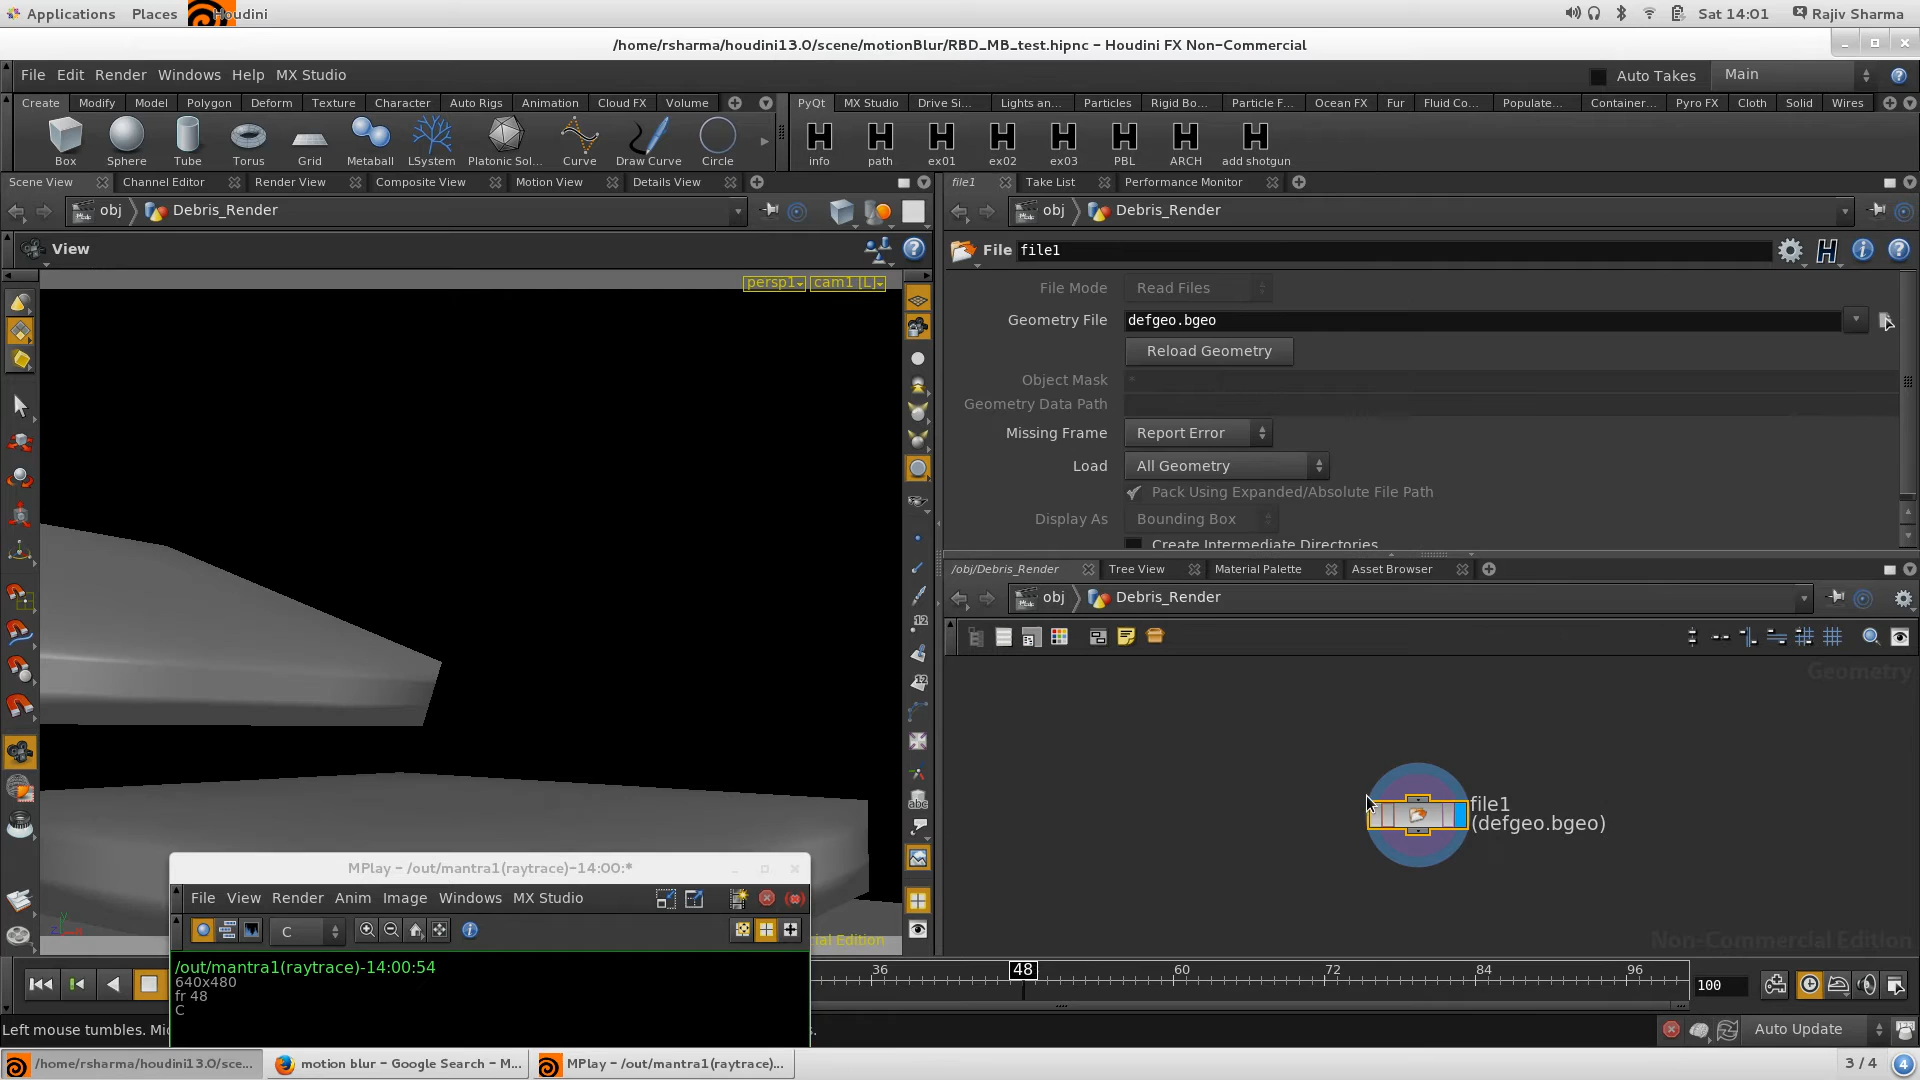 Applications Places Houdini Sat 14:01 Rajiv Sharma
/home/rsharma/houdini13.0/scene/motionBlur/RBD_MB_test.hipnc - Houdini FX Non-Commercial
File Edit Render Windows Help MX Studio Auto Takes Main
Create Modify Model Polygon Deform Texture Character Auto Rigs Animation Cloud FX Volume
PyQt MX Studio Drive Si... Lights an... Particles Rigid Bo... Particle F... Ocean FX Fur Fluid Co... Populate... Container... Pyro FX Cloth Solid Wires
Box Sphere Tube Torus Grid Metaball LSystem Platonic Sol... Curve Draw Curve Circle
info path ex01 ex02 ex03 PBL ARCH add shotgun
Scene View Channel Editor Render View Composite View Motion View Details View
file1 Take List Performance Monitor
obj Debris_Render
obj Debris_Render
View
File file1
persp1 cam1 [L]
File Mode Read Files
Geometry File defgeo.bgeo
Reload Geometry
Object Mask *
Geometry Data Path
Missing Frame Report Error
Load All Geometry
Pack Using Expanded/Absolute File Path
Display As Bounding Box
Create Intermediate Directories
/obj/Debris_Render Tree View Material Palette Asset Browser
obj Debris_Render
Geometry
file1
(defgeo.bgeo)
Non-Commercial Edition
12
12
abc
MPlay - /out/mantra1(raytrace)-14:00:*
File View Render Anim Image Windows MX Studio
C
cial Edition
/out/mantra1(raytrace)-14:00:54
640x480
fr 48
C
36 48 60 72 84 96 100
Left mouse tumbles. Mi s.
Auto Update
/home/rsharma/houdini13.0/sce... motion blur - Google Search - M... MPlay - /out/mantra1(raytrace)... 3 / 4 4